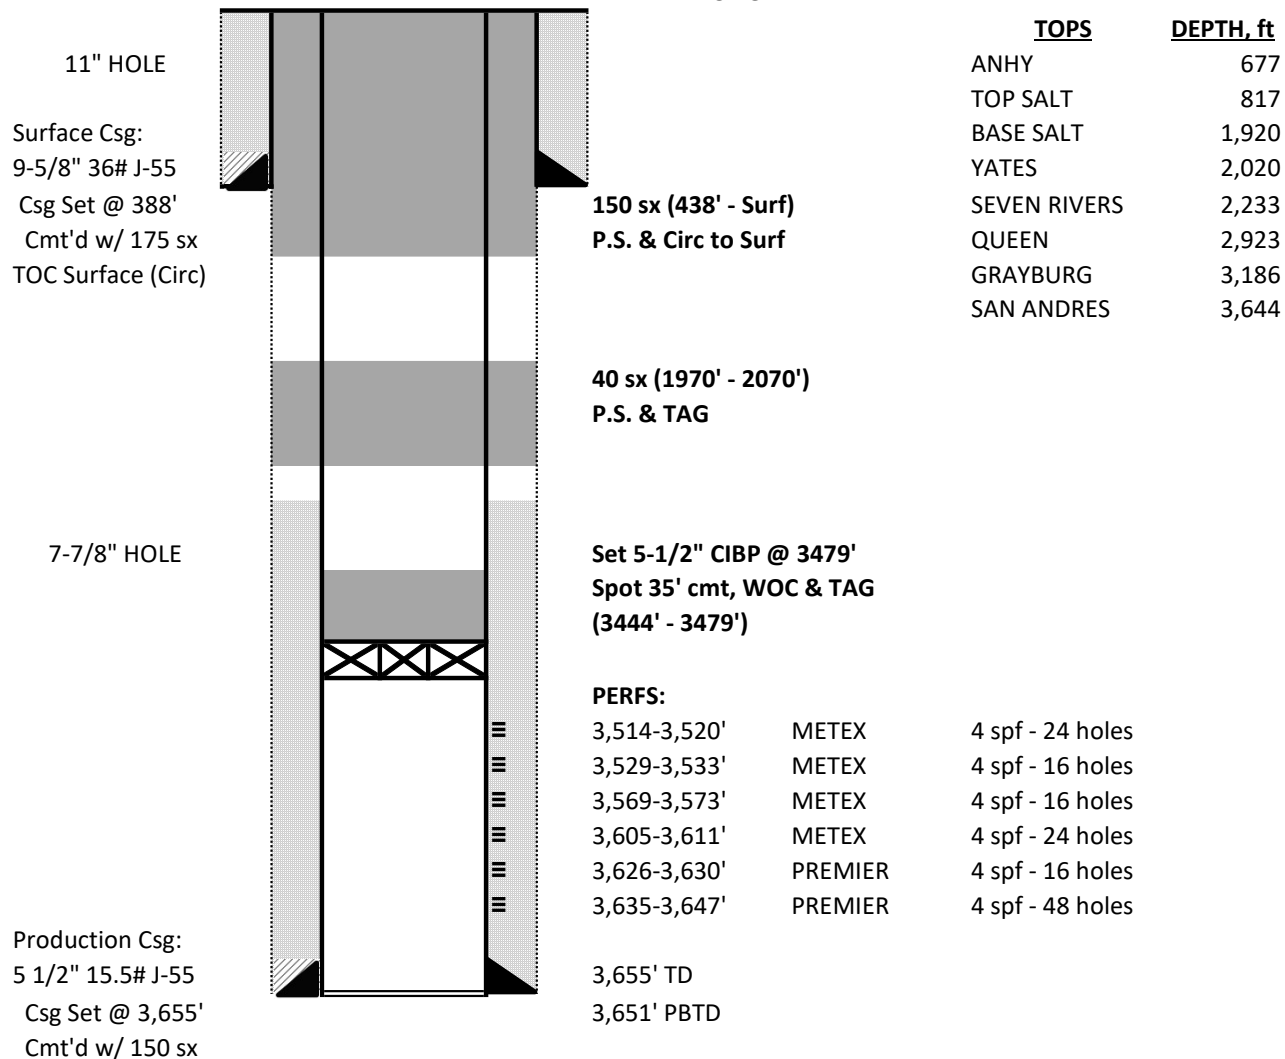 TOPS DEPTH, ft
11" HOLE ANHY 677
TOP SALT 817
Surface Csg: BASE SALT 1,920
9-5/8" 36# J-55 YATES 2,020
Csg Set @ 388' 150 sx (438' - Surf) SEVEN RIVERS 2,233
Cmt'd w/ 175 sx P.S. & Circ to Surf QUEEN 2,923
TOC Surface (Circ) GRAYBURG 3,186
SAN ANDRES 3,644
40 sx (1970' - 2070')
P.S. & TAG
7-7/8" HOLE Set 5-1/2" CIBP @ 3479'
Spot 35' cmt, WOC & TAG
(3444' - 3479')
PERFS:
3,514-3,520' METEX 4 spf - 24 holes
3,529-3,533' METEX 4 spf - 16 holes
3,569-3,573' METEX 4 spf - 16 holes
3,605-3,611' METEX 4 spf - 24 holes
3,626-3,630' PREMIER 4 spf - 16 holes
3,635-3,647' PREMIER 4 spf - 48 holes
Production Csg:
5 1/2" 15.5# J-55 3,655' TD
Csg Set @ 3,655' 3,651' PBTD
Cmt'd w/ 150 sx